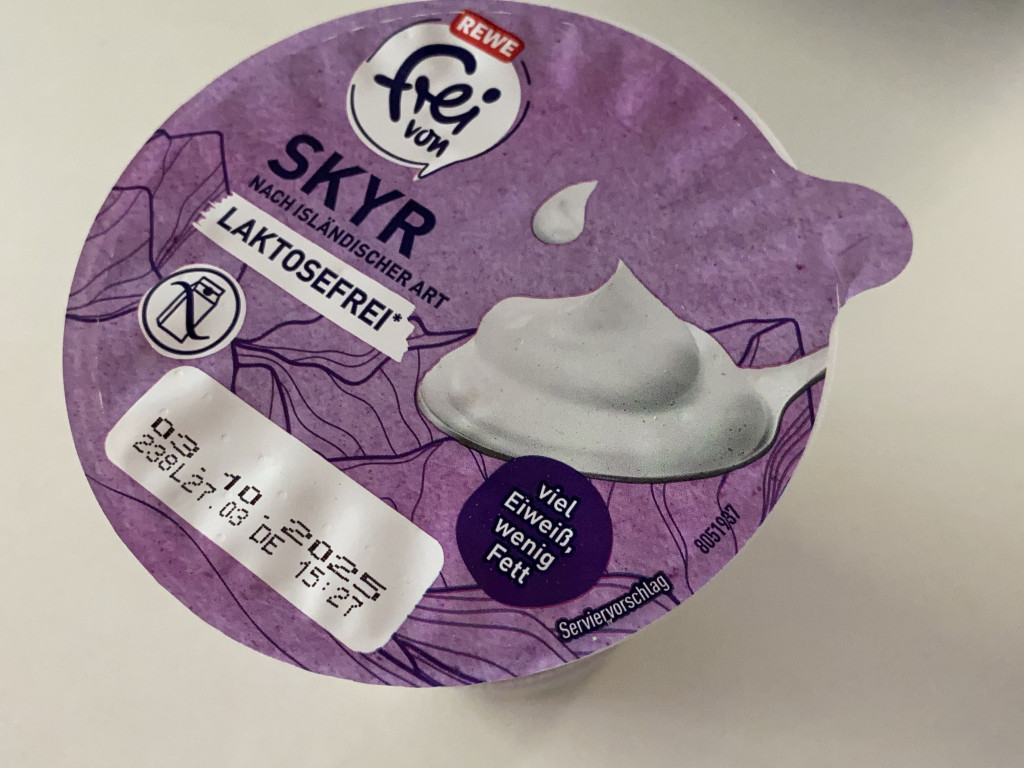 REWE
frei
von
SKYR
NACH ISLÄNDISCHER ART
LAKTOSEFREI*
03.10.2025
238L27.03 DE 15:27
viel
Eiweiß,
wenig
Fett
8051937
Serviervorschlag